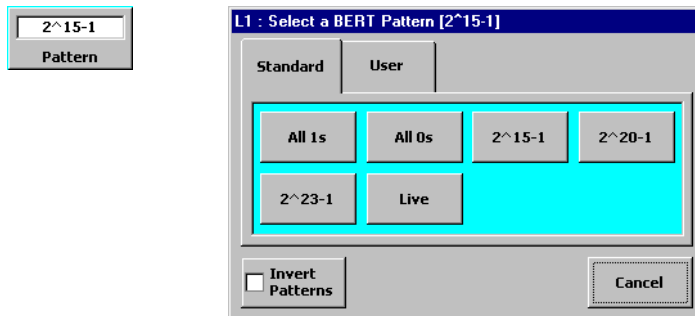 2^15-1
Pattern
L1 : Select a BERT Pattern [2^15-1]
Standard User
All 1s All 0s 2^15-1 2^20-1
2^23-1 Live
Invert
Patterns
Cancel